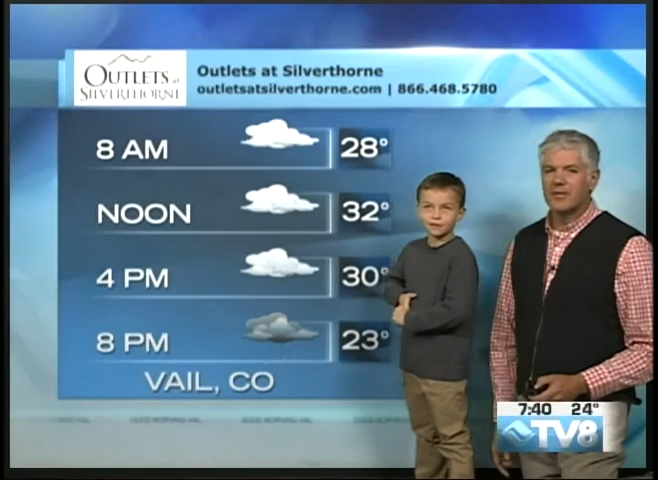 OUTLETS at
SILVERTHORNE
Outlets at Silverthorne
outletsatsilverthorne.com | 866.468.5780
8 AM 28°
NOON 32°
4 PM 30°
8 PM 23°
VAIL, CO
7:40 24°
TV8